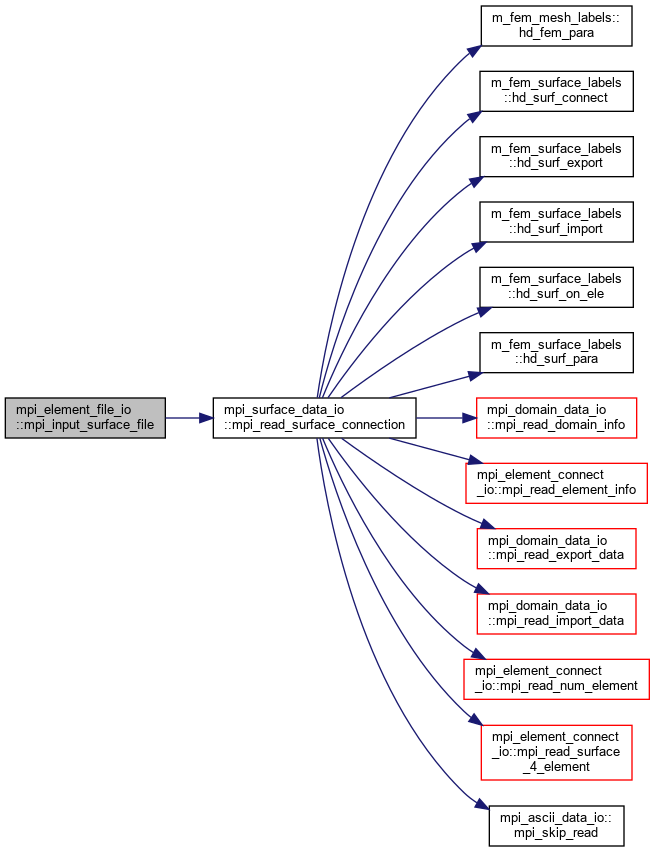 m_fem_mesh_labels::
hd_fem_para
m_fem_surface_labels
::hd_surf_connect
m_fem_surface_labels
::hd_surf_export
m_fem_surface_labels
::hd_surf_import
m_fem_surface_labels
::hd_surf_on_ele
m_fem_surface_labels
::hd_surf_para
mpi_element_file_io
::mpi_input_surface_file
mpi_surface_data_io
::mpi_read_surface_connection
mpi_domain_data_io
::mpi_read_domain_info
mpi_element_connect
_io::mpi_read_element_info
mpi_domain_data_io
::mpi_read_export_data
mpi_domain_data_io
::mpi_read_import_data
mpi_element_connect
_io::mpi_read_num_element
mpi_element_connect
_io::mpi_read_surface
_4_element
mpi_ascii_data_io::
mpi_skip_read